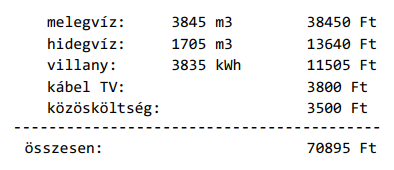 melegvíz: 3845 m3 38450 Ft
hidegvíz: 1705 m3 13640 Ft
villany: 3835 kWh 11505 Ft
kábel TV: 3800 Ft
közösköltség: 3500 Ft
-----------------------------------------
összesen: 70895 Ft